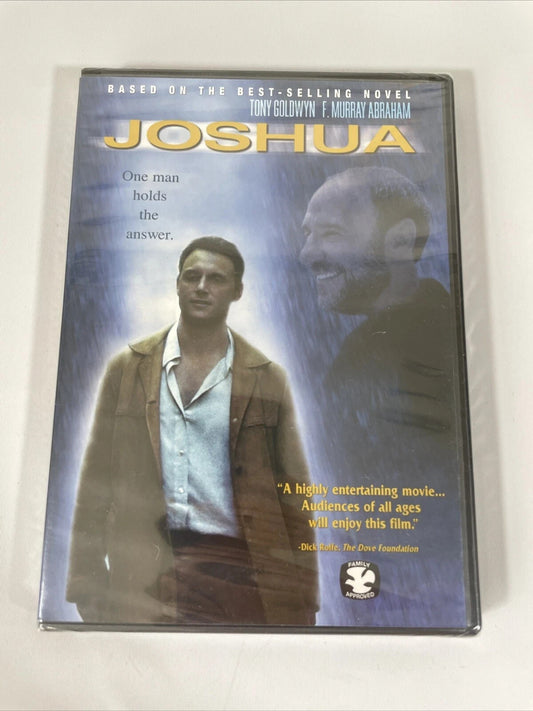 BASED ON THE BEST-SELLING NOVEL
TONY GOLDWYN F. MURRAY ABRAHAM
JOSHUA
One man
holds
the
answer.
"A highly entertaining movie...
Audiences of all ages
will enjoy this film."
-Dick Rolfe, The Dove Foundation
FAMILY
APPROVED